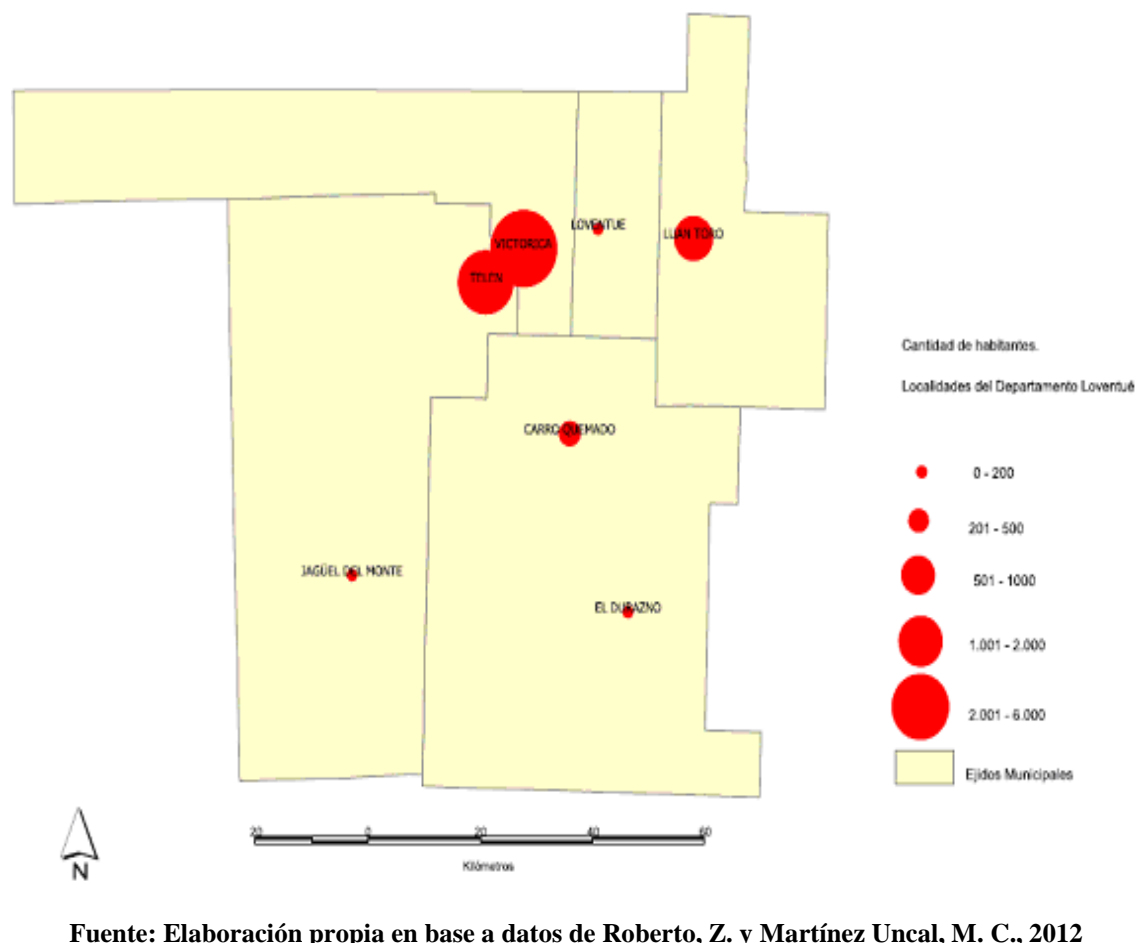 LOVENTUE
LUAN TORO
VICTORICA
TELEN
CARRO QUEMADO
JAGÜEL DEL MONTE
EL DURAZNO
Cantidad de habitantes.
Localidades del Departamento Loventué
0 - 200
201 - 500
501 - 1000
1.001 - 2.000
2.001 - 6.000
Ejidos Municipales
20 0 20 40 60
Kilómetros
N
Fuente: Elaboración propia en base a datos de Roberto, Z. y Martínez Uncal, M. C., 2012